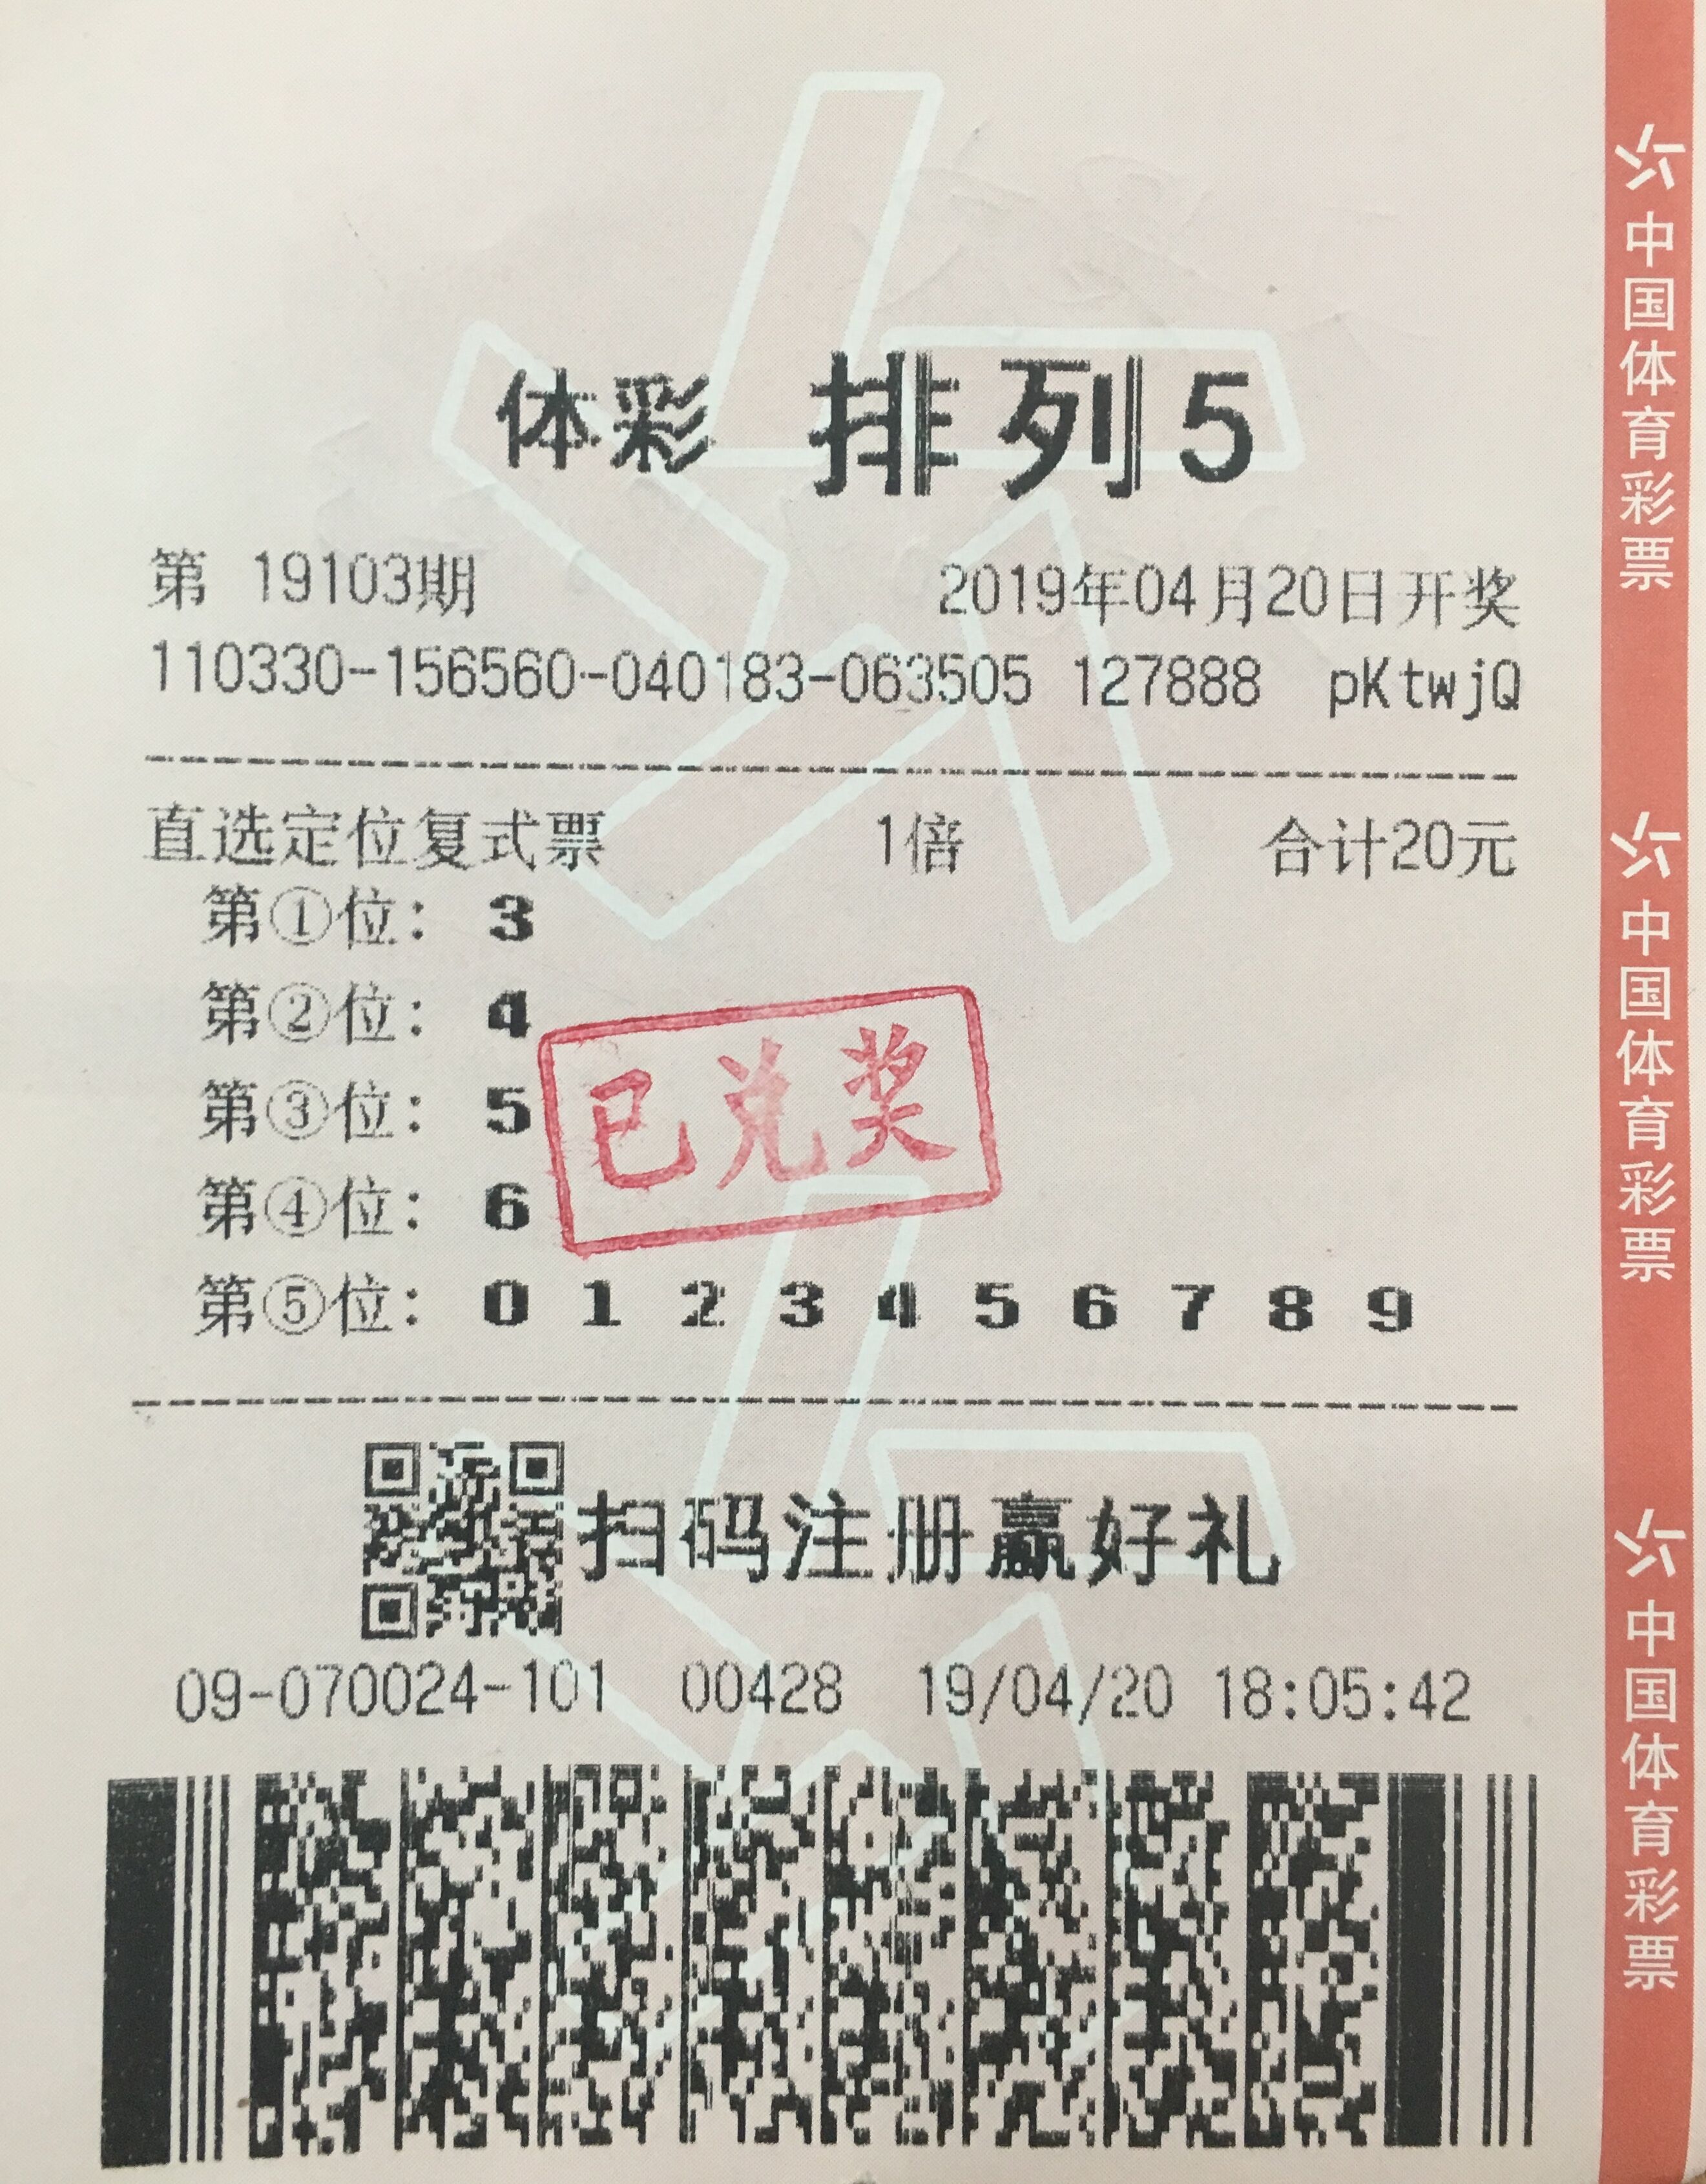 体彩 排列5
第 19103期 2019年04月20日开奖
110330-156560-040183-063505 127888 pKtwjQ
直选定位复式票 1倍 合计20元
第①位: 3
第②位: 4
第③位: 5
第④位: 6
第⑤位: 0 1 2 3 4 5 6 7 8 9
已兑奖
扫码注册赢好礼
09-070024-101 00428 19/04/20 18:05:42
中国体育彩票
中国体育彩票
中国体育彩票